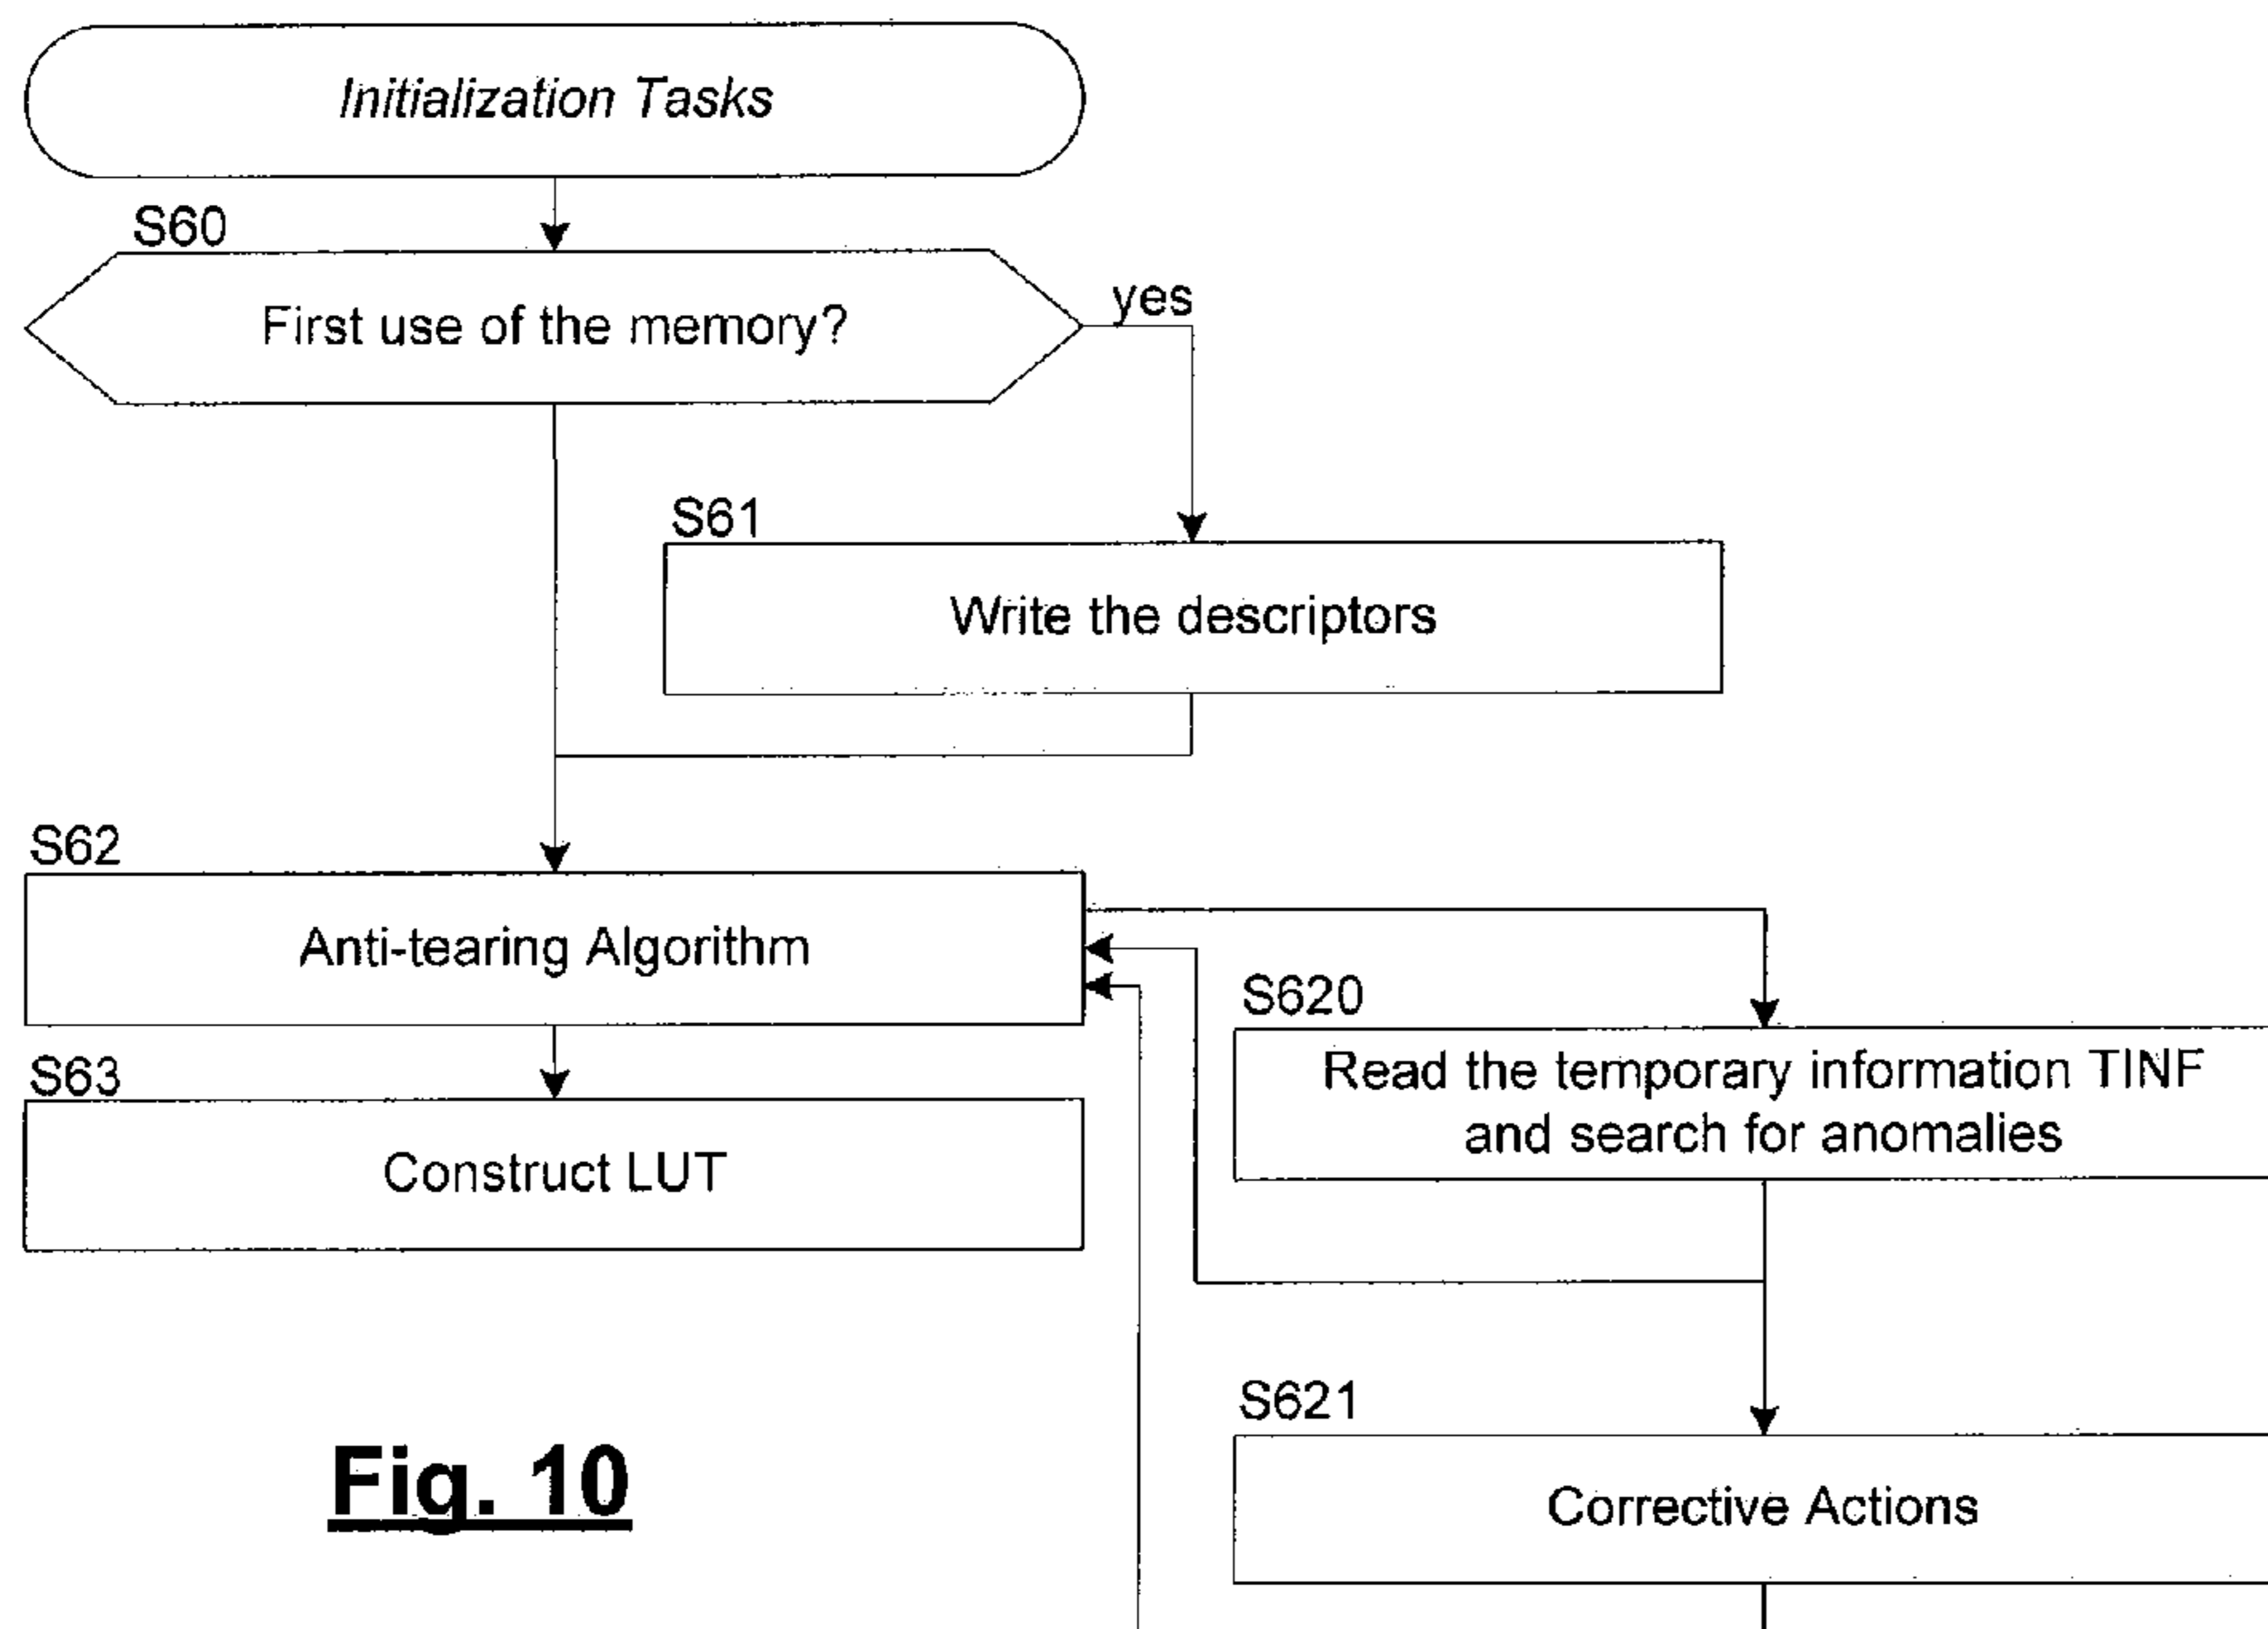 Initialization Tasks
S60
First use of the memory?
yes
S61
Write the descriptors
S62
Anti-tearing Algorithm
S620
Read the temporary information TINF
and search for anomalies
S63
Construct LUT
S621
Corrective Actions
Fig. 10